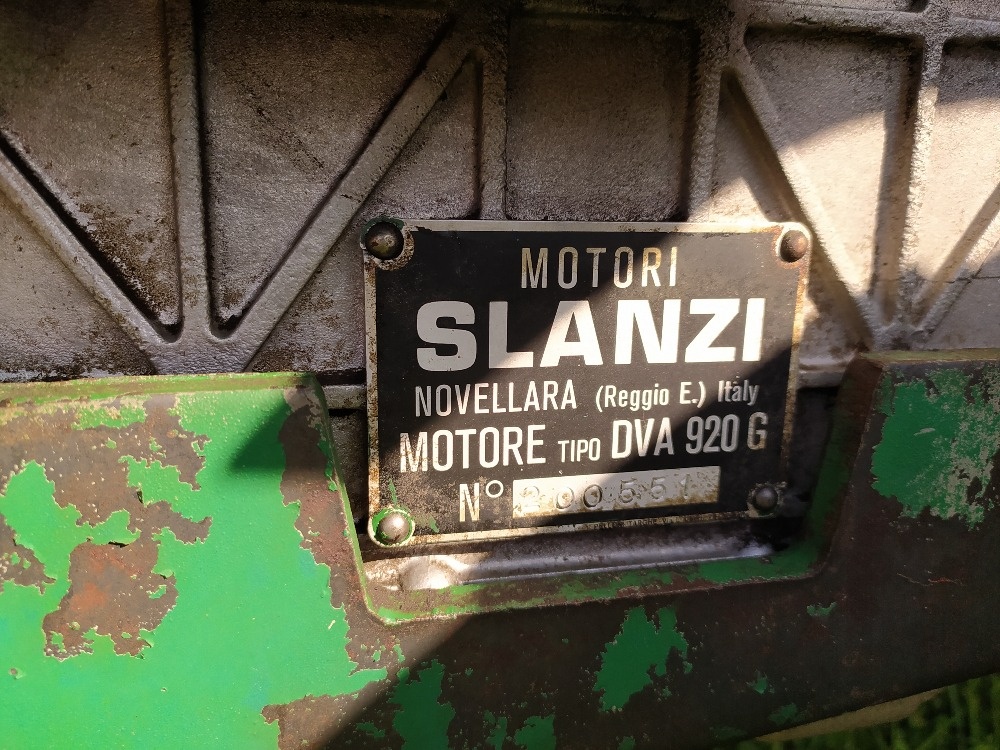 MOTORI
SLANZI
NOVELLARA (Reggio E.) Italy
MOTORE TIPO DVA 920 G
N°